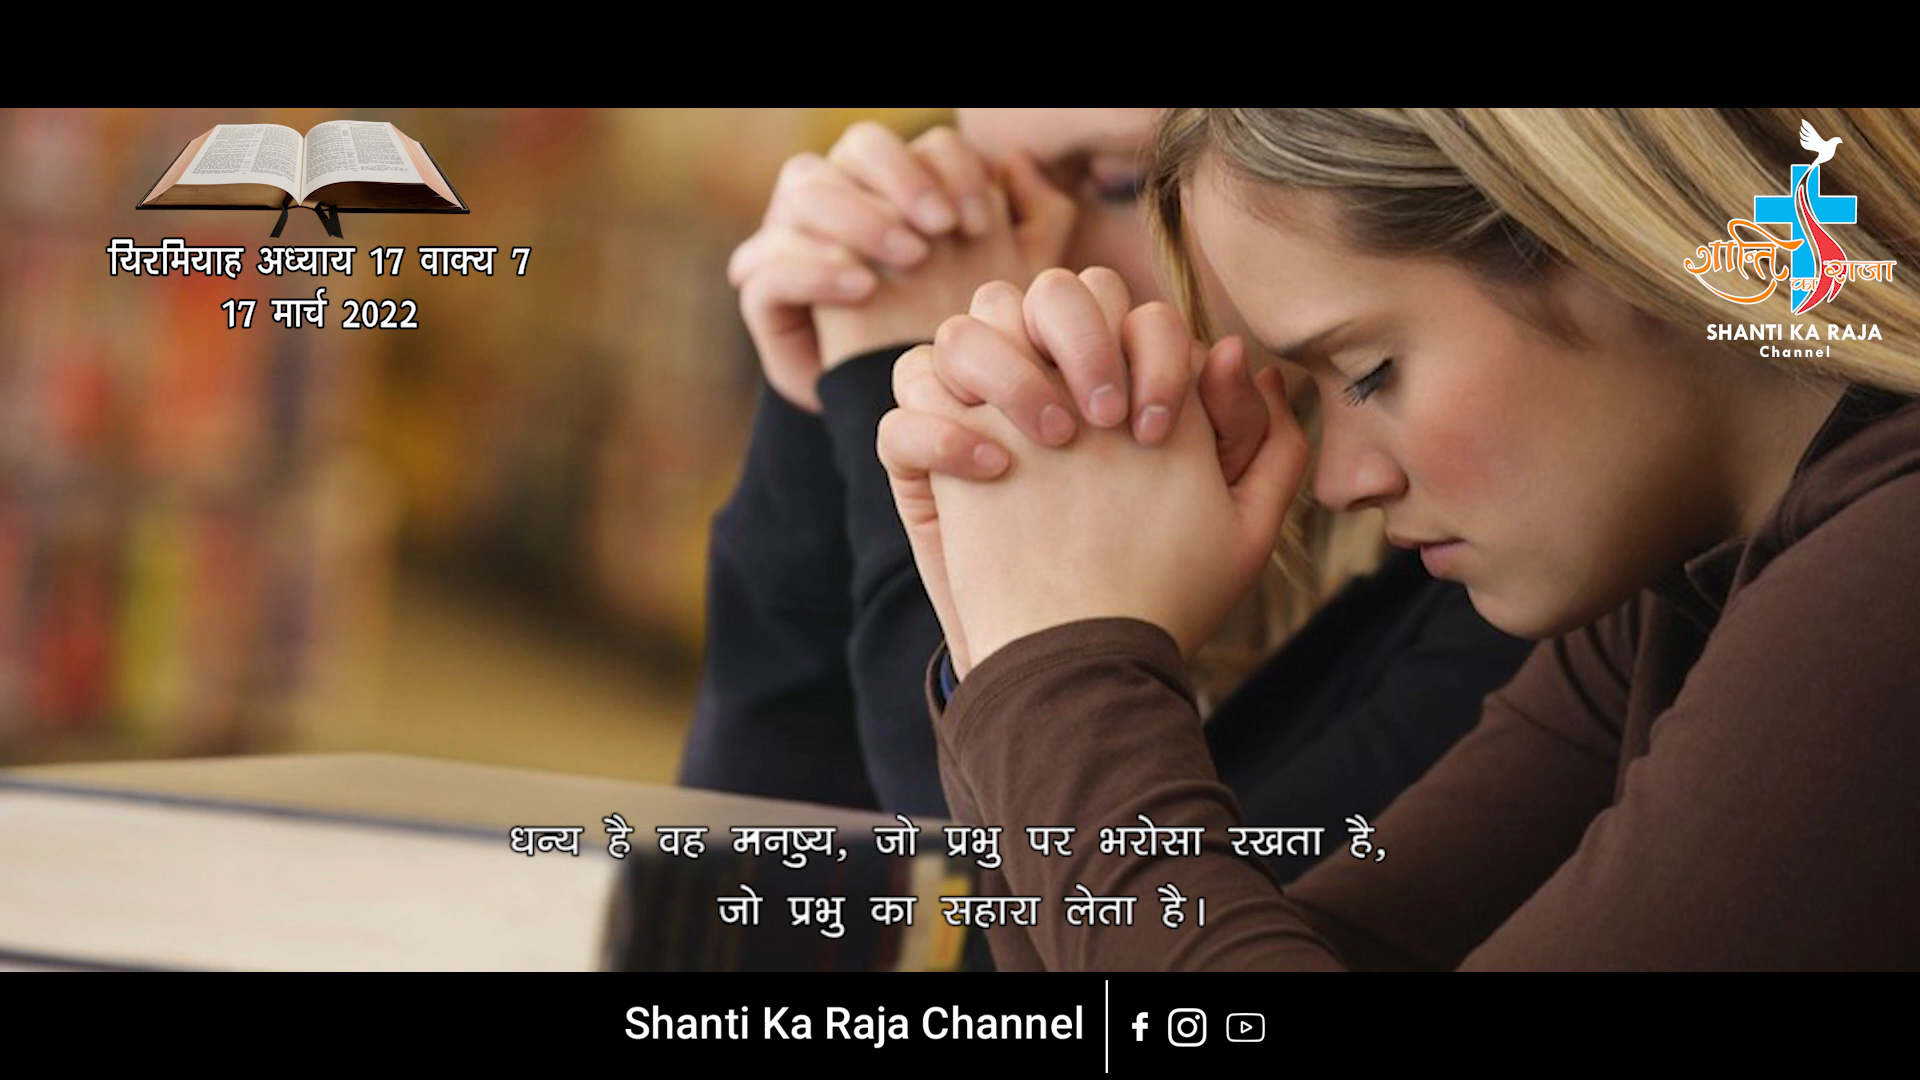 यिरमियाह अध्याय 17 वाक्य 7
17 मार्च 2022
शान्ति
का राजा
SHANTI KA RAJA
Channel
धन्य है वह मनुष्य, जो प्रभु पर भरोसा रखता है,
जो प्रभु का सहारा लेता है।
Shanti Ka Raja Channel